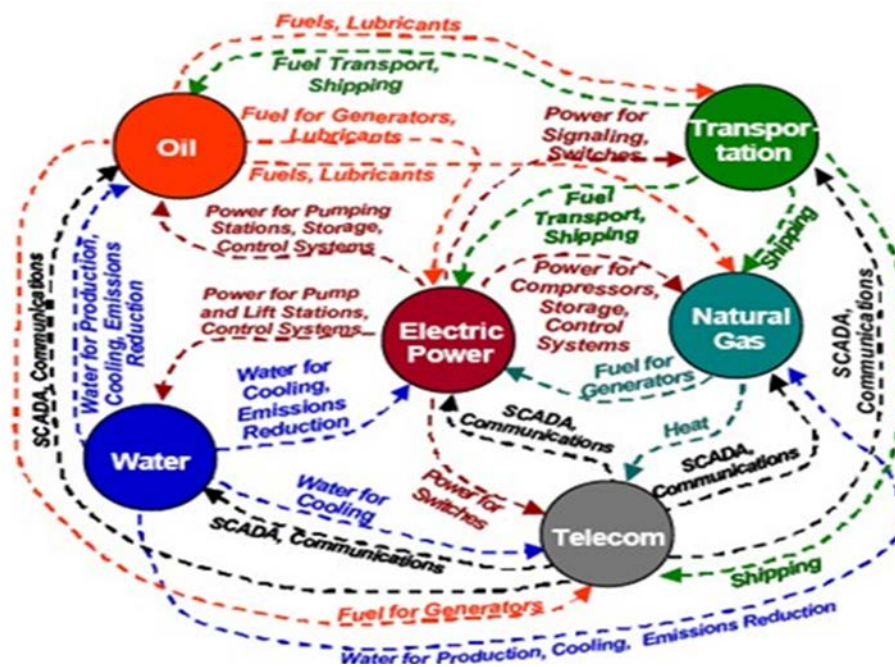 Fuels, Lubricants
Fuel Transport,
Shipping
Oil
Fuel for Generators,
Lubricants
Fuels, Lubricants
Power for
Signaling,
Switches
Transpor-
tation
Fuel
Transport,
Shipping
Shipping
Power for Pumping
Stations, Storage,
Control Systems
Power for
Compressors,
Storage,
Control
Systems
Electric
Power
Natural
Gas
SCADA,
Communications
SCADA, Communications
Water for Production,
Cooling, Emissions
Reduction
Power for Pump
and Lift Stations,
Control Systems
Water for
Cooling,
Emissions
Reduction
Fuel for
Generators
Heat
SCADA,
Communications
SCADA,
Communications
Water
Water for
Cooling
Power for
Switches
SCADA, Communications
Telecom
Shipping
Fuel for Generators
Water for Production, Cooling, Emissions Reduction